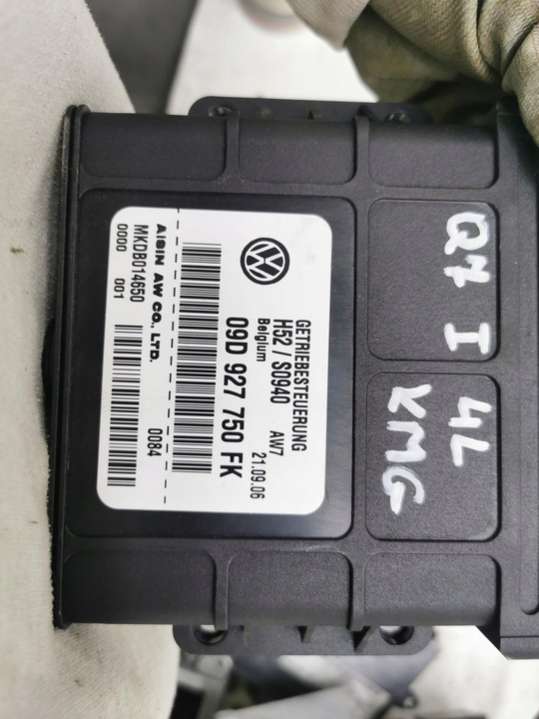 GETRIEBESTEUERUNG
H52 / S0940 AW7
Belgium 21.09.06
09D 927 750 FK
AISIN AW CO., LTD.
MKDB014650 0084
0000 001
Q7 I
4L
KMG